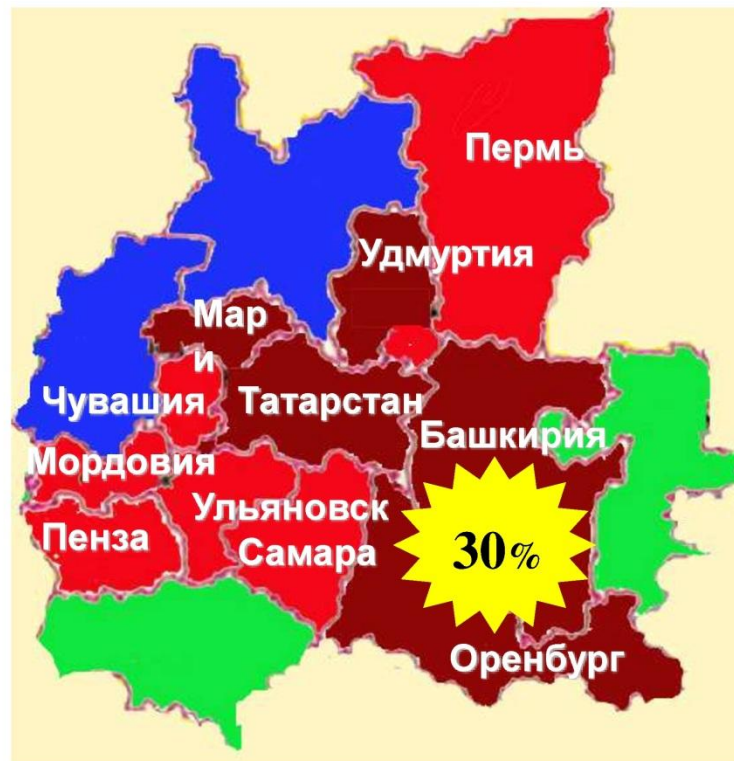 Пермь
Удмуртия
Мар
и
Чувашия
Татарстан
Башкирия
Мордовия
Ульяновск
Пенза
Самара
30%
Оренбург